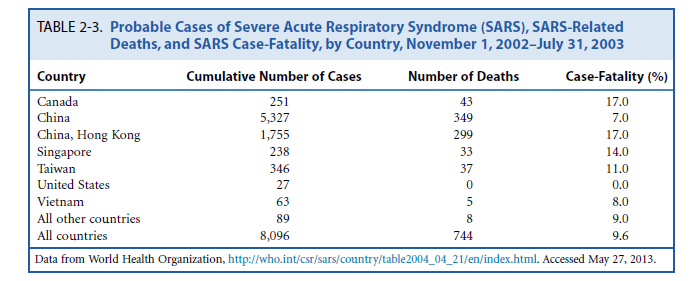 TABLE 2-3. Probable Cases of Severe Acute Respiratory Syndrome (SARS), SARS-Related
Deaths, and SARS Case-Fatality, by Country, November 1, 2002–July 31, 2003
Country Cumulative Number of Cases Number of Deaths Case-Fatality (%)
Canada 251 43 17.0
China 5,327 349 7.0
China, Hong Kong 1,755 299 17.0
Singapore 238 33 14.0
Taiwan 346 37 11.0
United States 27 0 0.0
Vietnam 63 5 8.0
All other countries 89 8 9.0
All countries 8,096 744 9.6
Data from World Health Organization, http://who.int/csr/sars/country/table2004_04_21/en/index.html. Accessed May 27, 2013.